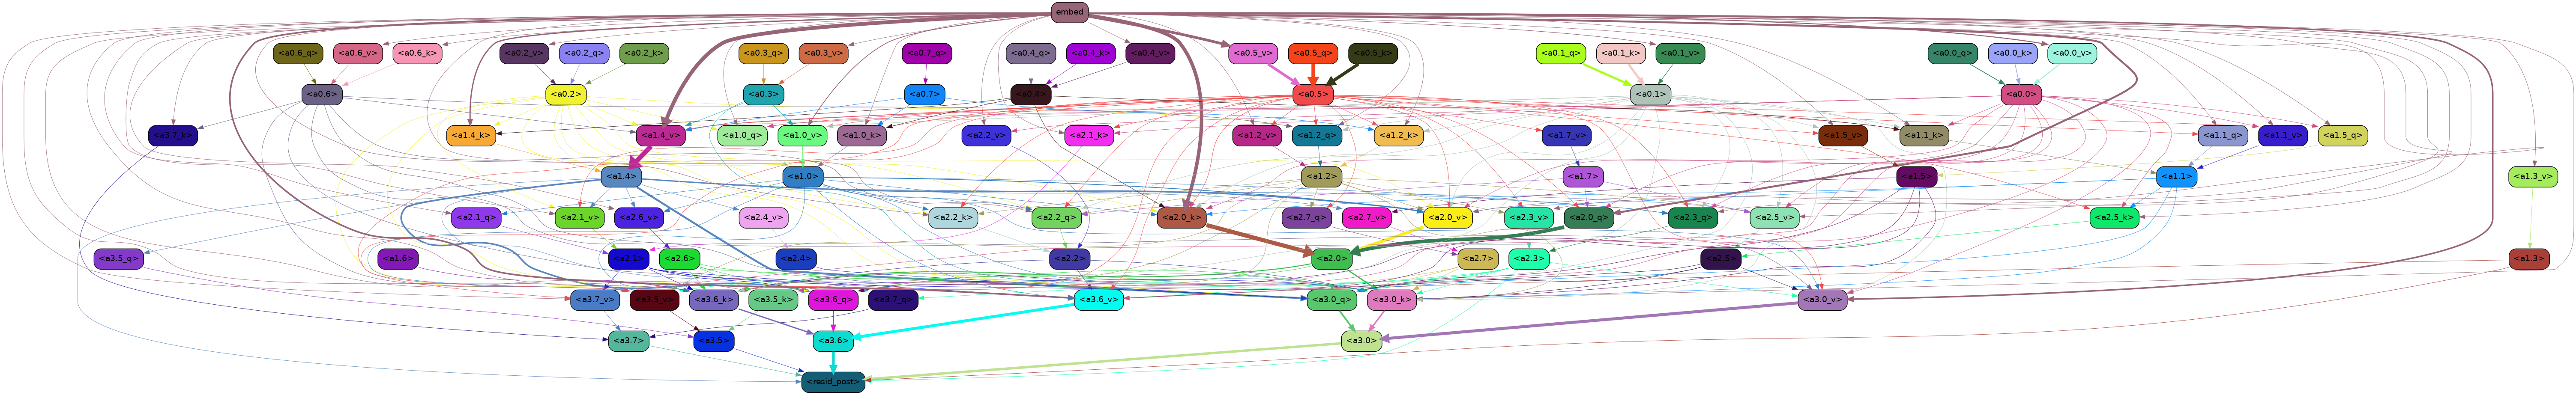 embed
<a0.6_q> <a0.6_v> <a0.6_k> <a0.2_v> <a0.2_q> <a0.2_k> <a0.3_q> <a0.3_v> <a0.7_q> <a0.4_q> <a0.4_k> <a0.4_v> <a0.5_v> <a0.5_q> <a0.5_k> <a0.1_q> <a0.1_k> <a0.1_v> <a0.0_q> <a0.0_k> <a0.0_v>
<a0.6> <a0.2> <a0.3> <a0.7> <a0.4> <a0.5> <a0.1> <a0.0>
<a3.7_k> <a1.4_k> <a1.4_v> <a1.0_q> <a1.0_v> <a1.0_k> <a2.2_v> <a2.1_k> <a1.2_v> <a1.2_q> <a1.2_k> <a1.7_v> <a1.5_v> <a1.1_k> <a1.1_q> <a1.1_v> <a1.5_q>
<a1.4> <a1.0> <a1.2> <a1.7> <a1.5> <a1.1> <a1.3_v>
<a2.1_q> <a2.1_v> <a2.6_v> <a2.4_v> <a2.2_k> <a2.2_q> <a2.0_k> <a2.7_q> <a2.7_v> <a2.0_v> <a2.3_v> <a2.0_q> <a2.3_q> <a2.5_v> <a2.5_k>
<a3.5_q> <a1.6> <a2.1> <a2.6> <a2.4> <a2.2> <a2.0> <a2.7> <a2.3> <a2.5> <a1.3>
<a3.7_v> <a3.5_v> <a3.6_k> <a3.5_k> <a3.6_q> <a3.7_q> <a3.6_v> <a3.0_q> <a3.0_k> <a3.0_v>
<a3.7> <a3.5> <a3.6> <a3.0>
<resid_post>